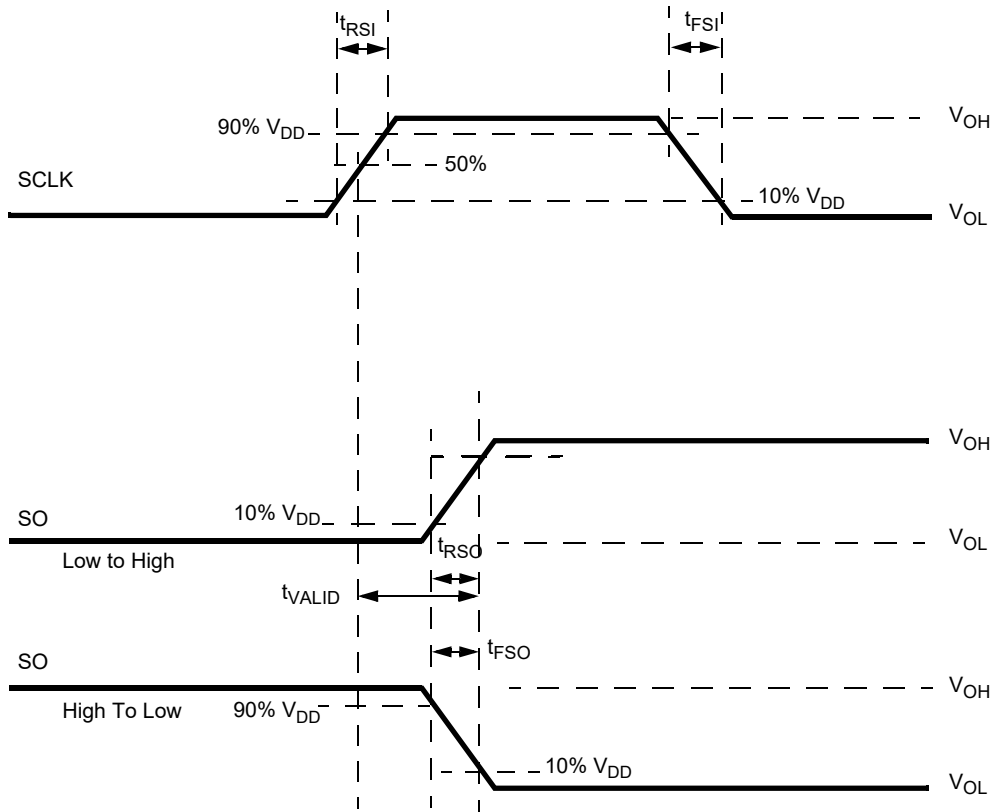 tRSI
tFSI
90% VDD
VOH
50%
SCLK
10% VDD
VOL
VOH
10% VDD
SO
VOL
Low to High
tRSO
tVALID
tFSO
SO
VOH
High To Low
90% VDD
10% VDD
VOL